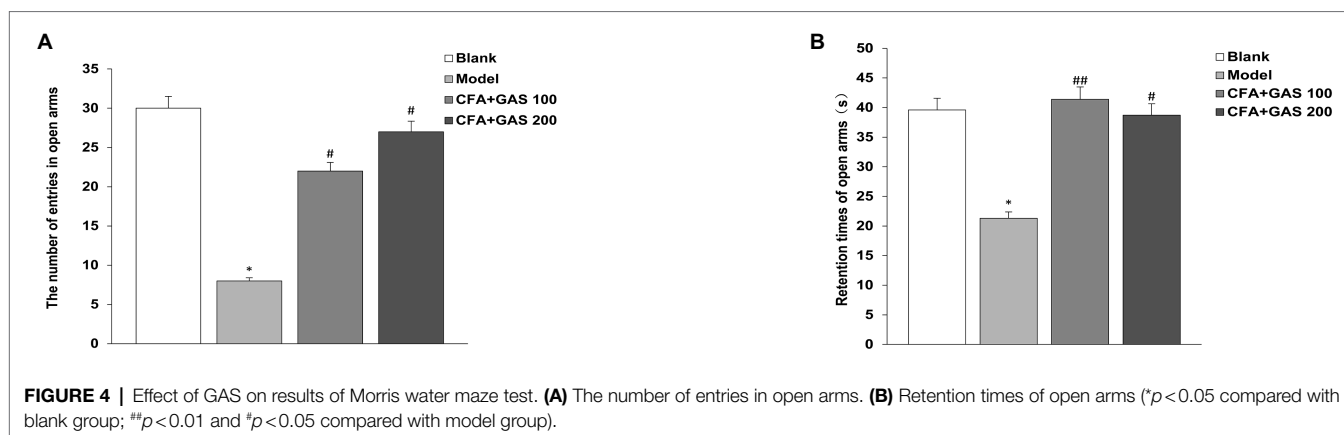 A
Blank
Model
CFA+GAS 100
CFA+GAS 200
The number of entries in open arms
35
30
25
20
15
10
5
0
*
#
#
B
Blank
Model
CFA+GAS 100
CFA+GAS 200
Retention times of open arms（s）
50
45
40
35
30
25
20
15
10
5
0
*
##
#
FIGURE 4 | Effect of GAS on results of Morris water maze test. (A) The number of entries in open arms. (B) Retention times of open arms (*p<0.05 compared with
blank group; ##p<0.01 and #p<0.05 compared with model group).